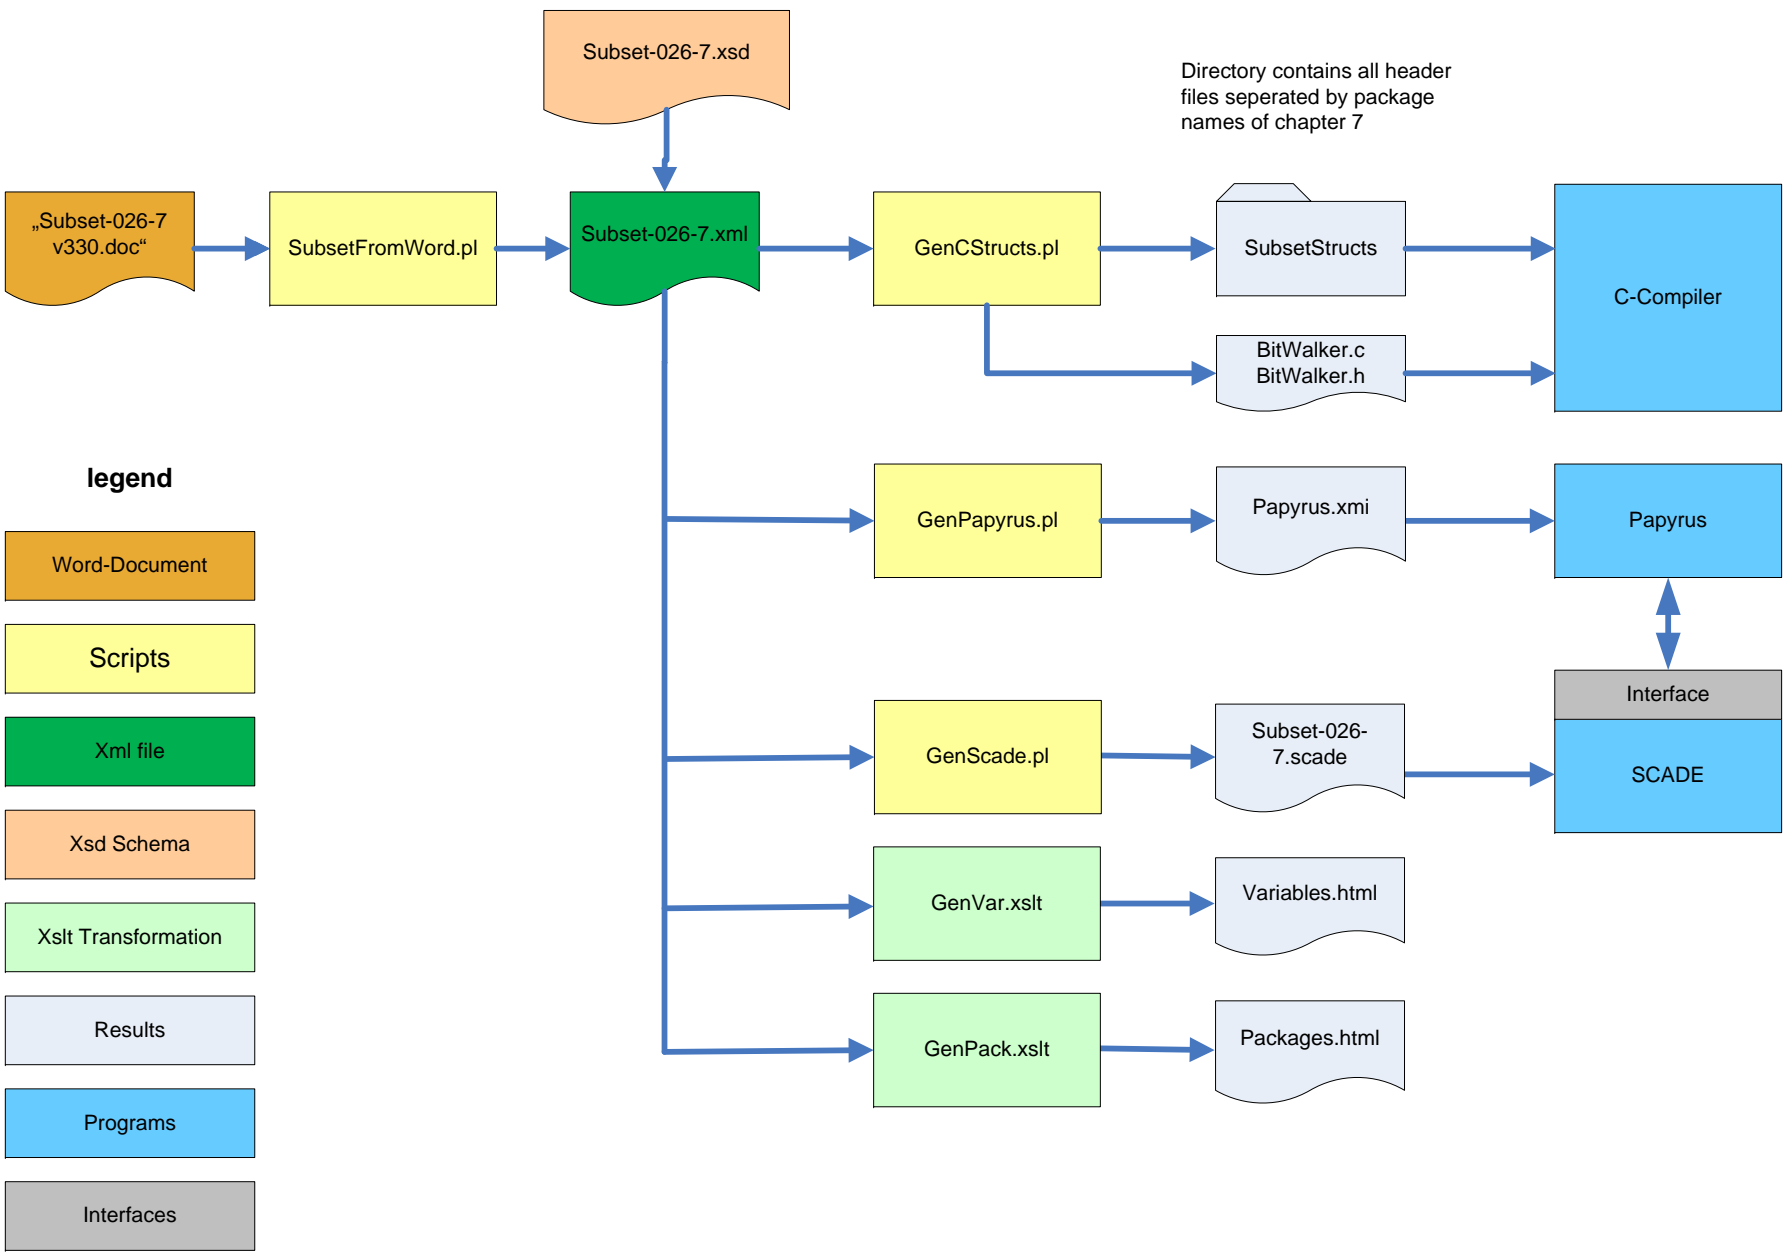 Subset-026-7.xsd
Directory contains all header
files seperated by package
names of chapter 7
„Subset-026-7
v330.doc“
SubsetFromWord.pl
Subset-026-7.xml
GenCStructs.pl
SubsetStructs
C-Compiler
BitWalker.c
BitWalker.h
legend
Word-Document
Scripts
Xml file
Xsd Schema
Xslt Transformation
Results
Programs
Interfaces
GenPapyrus.pl
Papyrus.xmi
Papyrus
Interface
GenScade.pl
Subset-026-
7.scade
SCADE
GenVar.xslt
Variables.html
GenPack.xslt
Packages.html